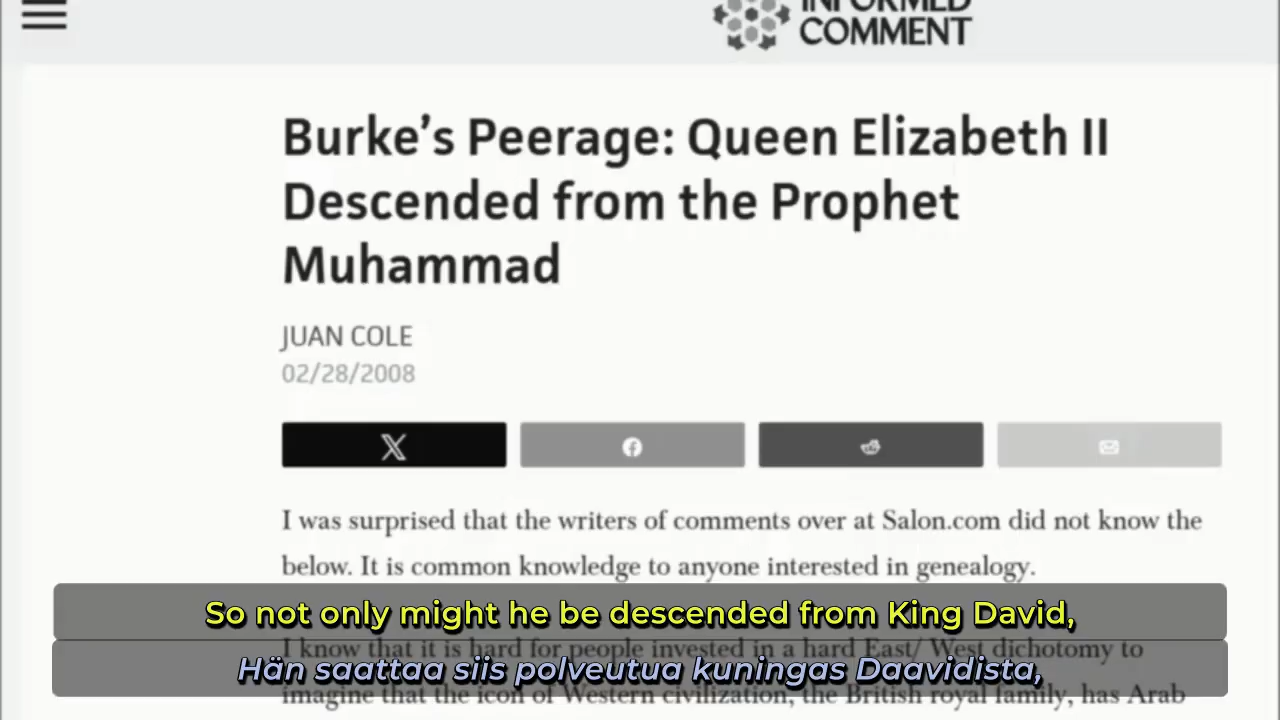 INFORMED
COMMENT
Burke's Peerage: Queen Elizabeth II
Descended from the Prophet
Muhammad
JUAN COLE
02/28/2008
I was surprised that the writers of comments over at Salon.com did not know the
below. It is common knowledge to anyone interested in genealogy.
So not only might he be descended from King David,
I know that it is hard for people invested in a hard East/ West dichotomy to
Hän saattaa siis polveutua kuningas Daavidista,
imagine that the icon of Western civilization, the British royal family, has Arab